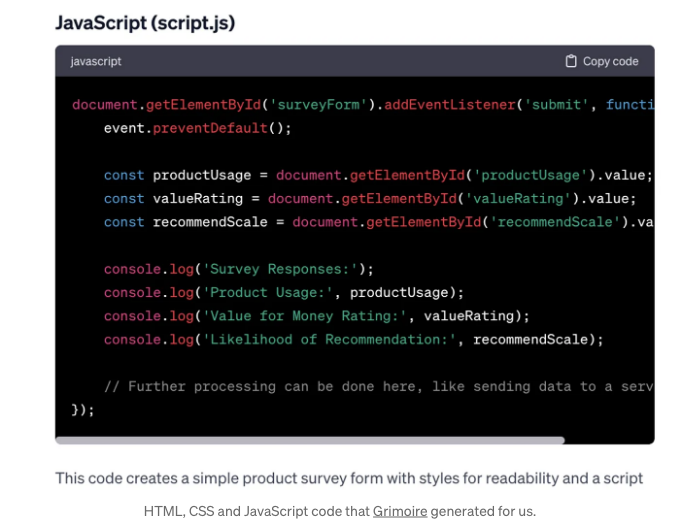 JavaScript (script.js)
javascript
Copy code
document.getElementById('surveyForm').addEventListener('submit', functi
event.preventDefault();
const productUsage = document.getElementById('productUsage').value;
const valueRating = document.getElementById('valueRating').value;
const recommendScale = document.getElementById('recommendScale').va
console.log('Survey Responses:');
console.log('Product Usage:', productUsage);
console.log('Value for Money Rating:', valueRating);
console.log('Likelihood of Recommendation:', recommendScale);
// Further processing can be done here, like sending data to a serv
});
This code creates a simple product survey form with styles for readability and a script
HTML, CSS and JavaScript code that Grimoire generated for us.